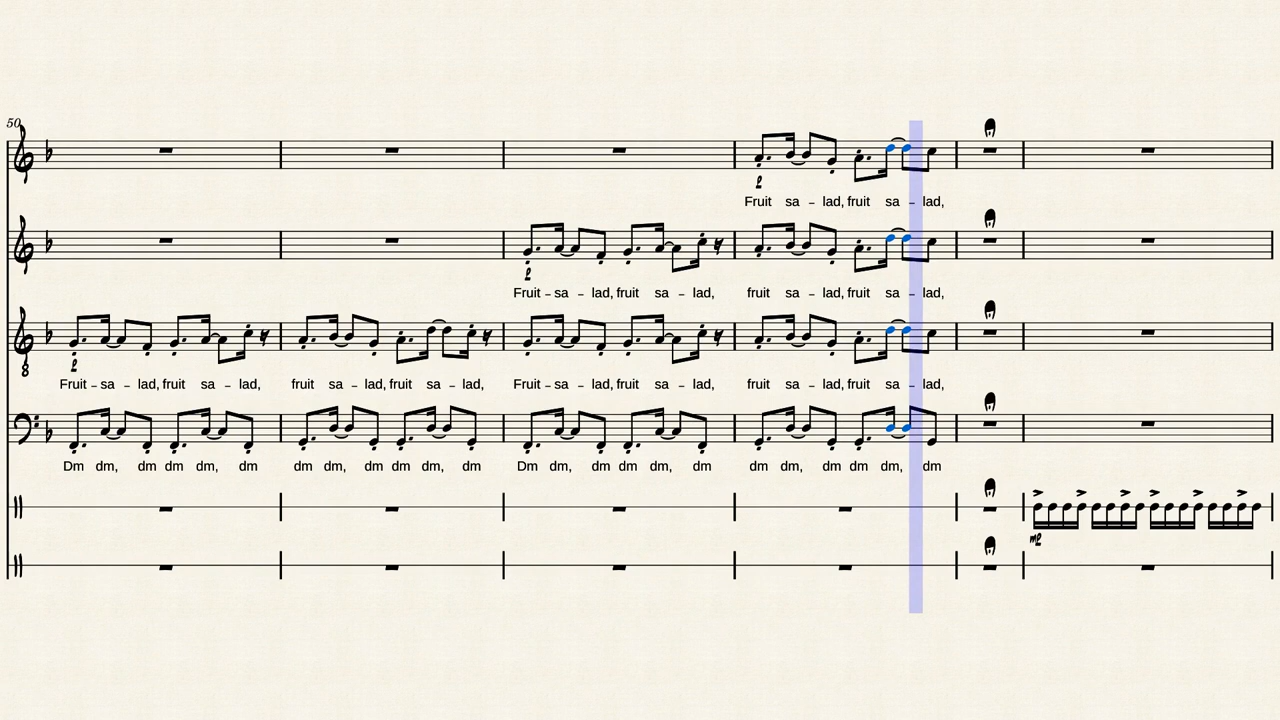 50
p
Fruit sa – lad, fruit sa – lad,
p
Fruit – sa – lad, fruit sa – lad, fruit sa – lad, fruit sa – lad,
8
p
Fruit – sa – lad, fruit sa – lad, fruit sa – lad, fruit sa – lad, Fruit – sa – lad, fruit sa – lad, fruit sa – lad, fruit sa – lad,
Dm dm, dm dm dm, dm dm dm, dm dm dm, dm Dm dm, dm dm dm, dm dm dm, dm dm dm, dm
mp